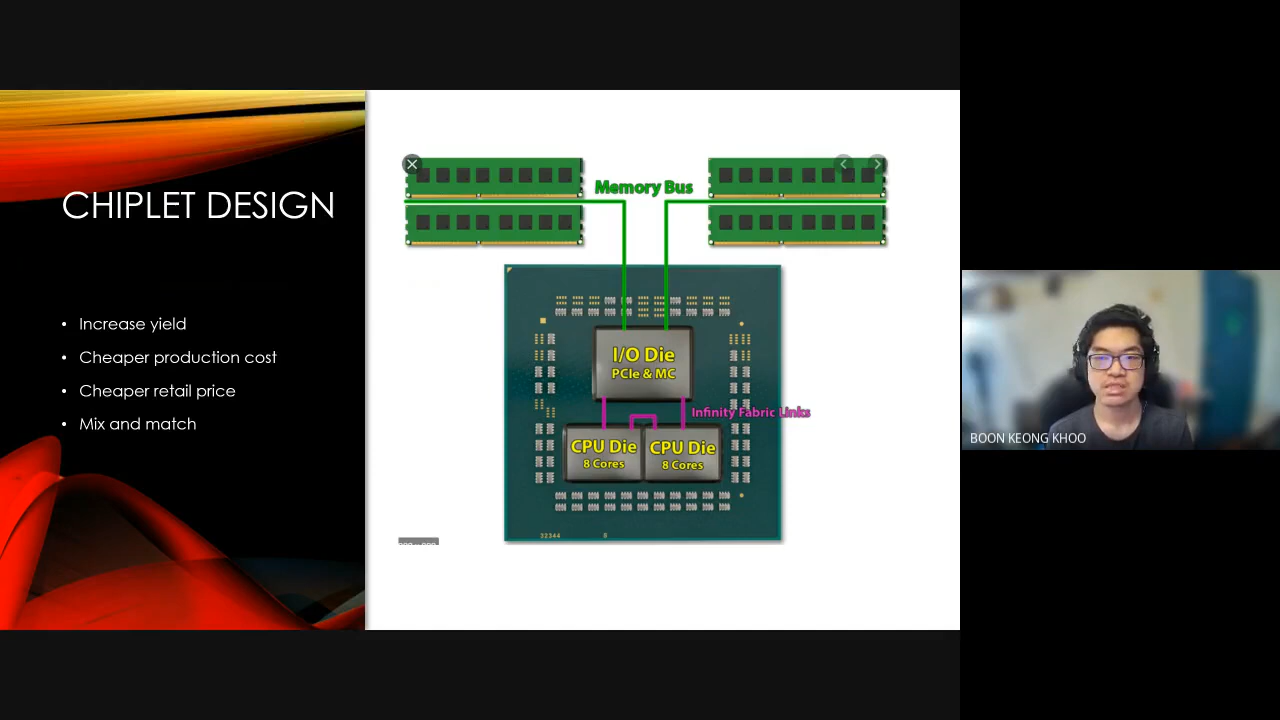 CHIPLET DESIGN
• Increase yield
• Cheaper production cost
• Cheaper retail price
• Mix and match
Memory Bus
I/O Die
PCIe & MC
Infinity Fabric Links
CPU Die
8 Cores
CPU Die
8 Cores
32344
BOON KEONG KHOO